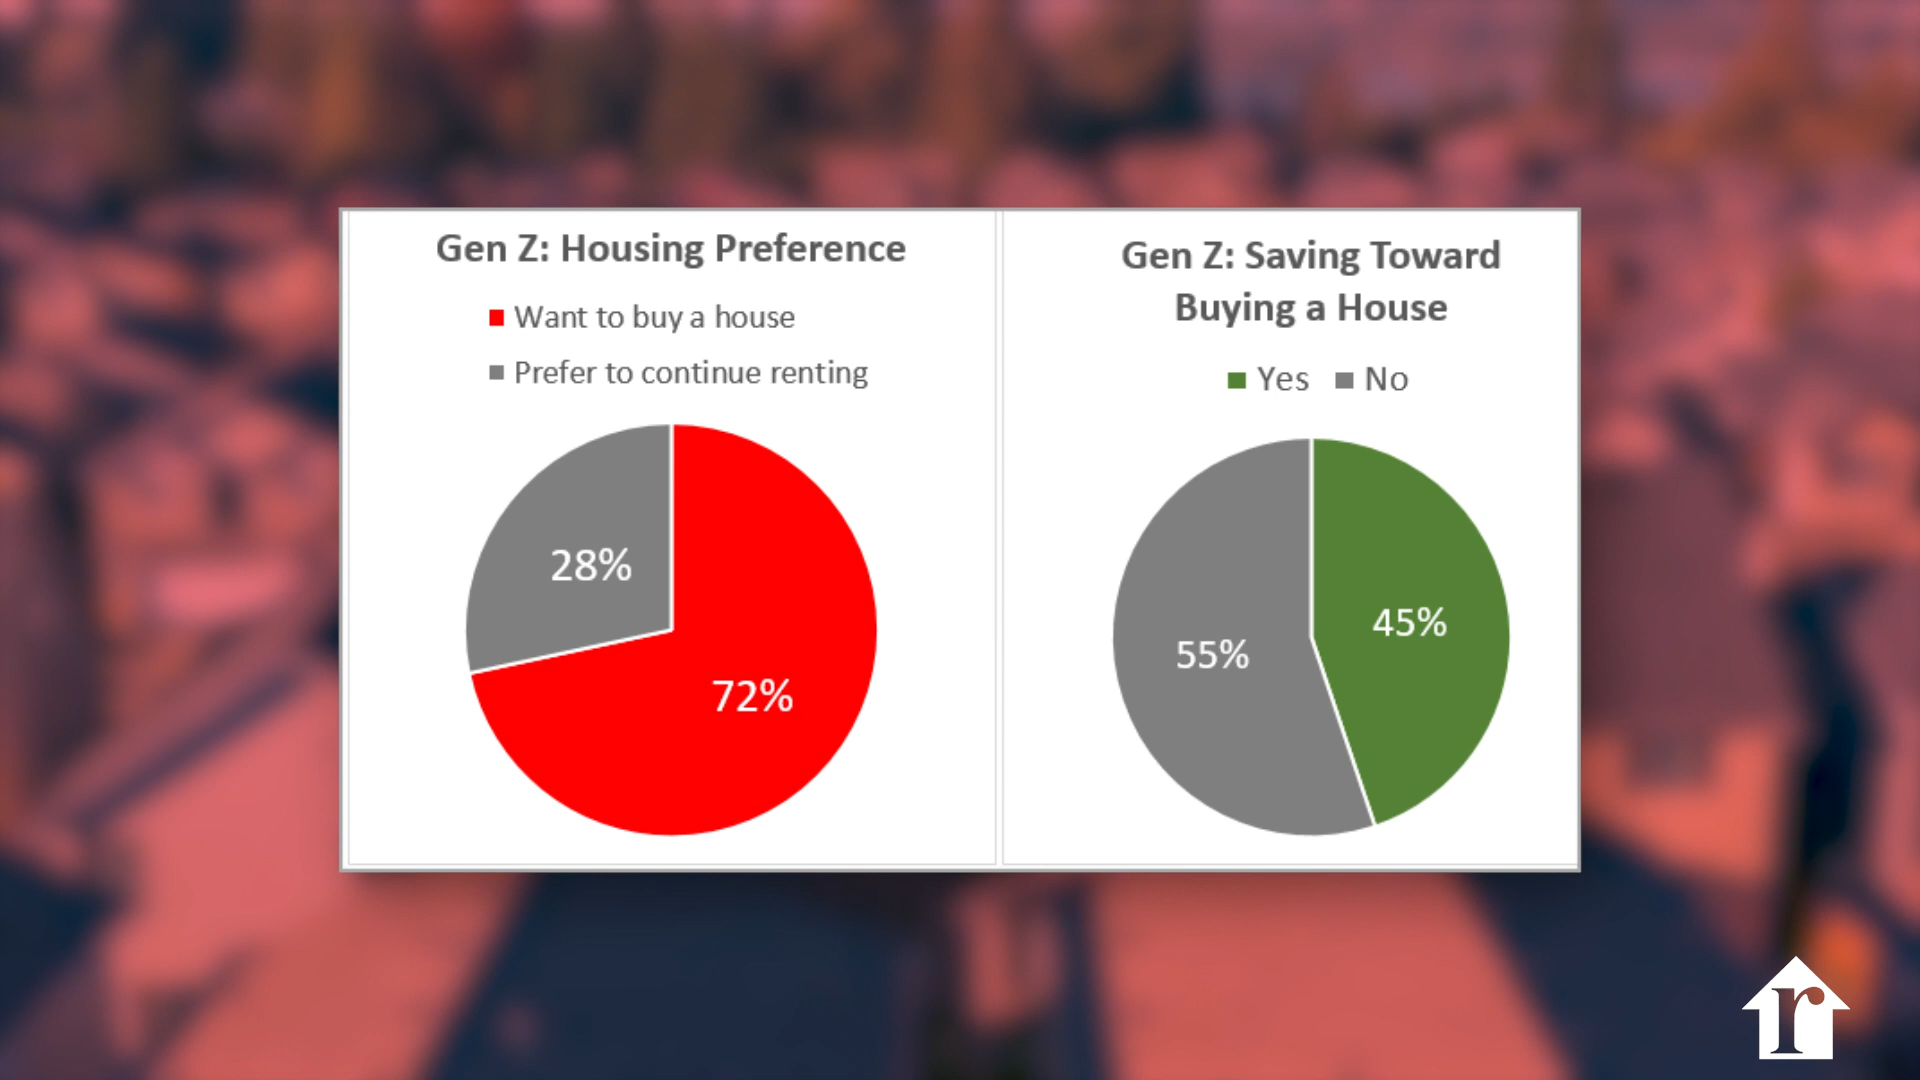 Gen Z: Housing Preference
Want to buy a house
Prefer to continue renting
28%
72%
Gen Z: Saving Toward
Buying a House
Yes No
45%
55%
r